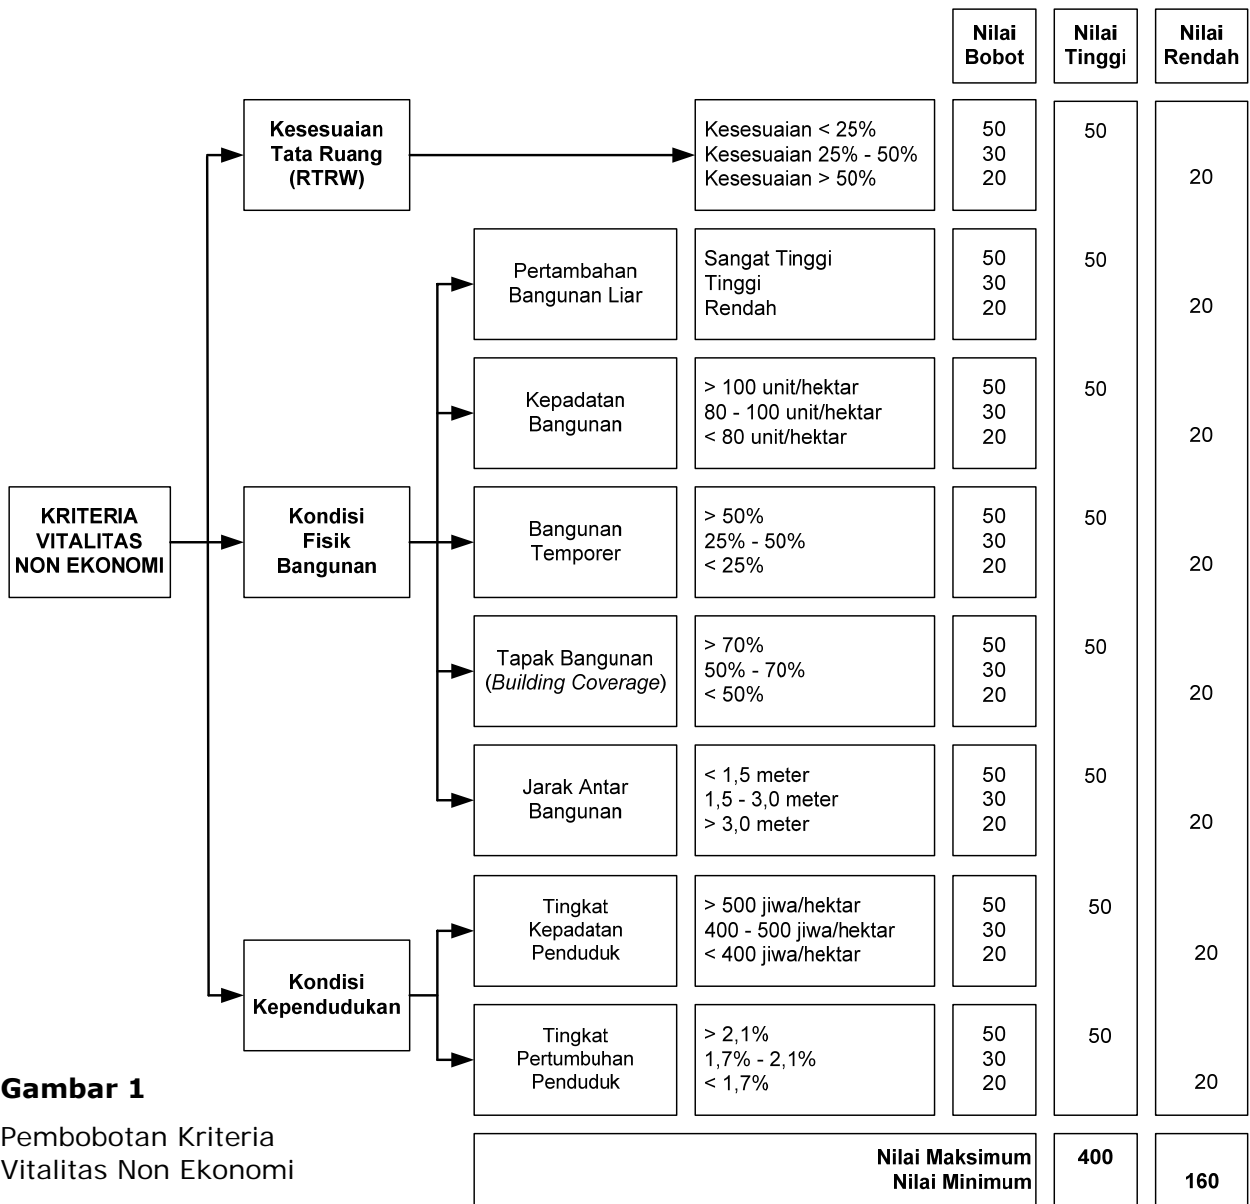 Nilai
Bobot
Nilai
Tinggi
Nilai
Rendah
Kesesuaian
Tata Ruang
(RTRW)
Kesesuaian < 25%
Kesesuaian 25% - 50%
Kesesuaian > 50%
50
30
20
50
20
Pertambahan
Bangunan Liar
Sangat Tinggi
Tinggi
Rendah
50
30
20
50
20
Kepadatan
Bangunan
> 100 unit/hektar
80 - 100 unit/hektar
< 80 unit/hektar
50
30
20
50
20
KRITERIA
VITALITAS
NON EKONOMI
Kondisi
Fisik
Bangunan
Bangunan
Temporer
> 50%
25% - 50%
< 25%
50
30
20
50
20
Tapak Bangunan
(Building Coverage)
> 70%
50% - 70%
< 50%
50
30
20
50
20
Jarak Antar
Bangunan
< 1,5 meter
1,5 - 3,0 meter
> 3,0 meter
50
30
20
50
20
Kondisi
Kependudukan
Tingkat
Kepadatan
Penduduk
> 500 jiwa/hektar
400 - 500 jiwa/hektar
< 400 jiwa/hektar
50
30
20
50
20
Tingkat
Pertumbuhan
Penduduk
> 2,1%
1,7% - 2,1%
< 1,7%
50
30
20
50
20
Nilai Maksimum
Nilai Minimum
400
160
Gambar 1
Pembobotan Kriteria
Vitalitas Non Ekonomi